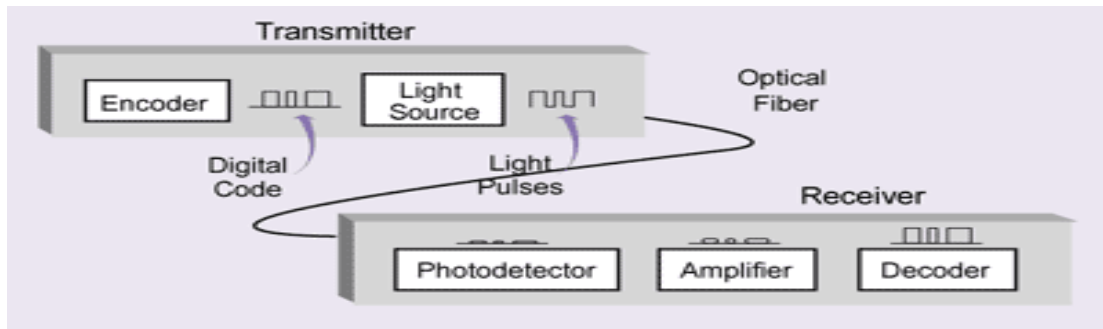 Transmitter
Encoder
Light
Source
Optical
Fiber
Digital
Code
Light
Pulses
Receiver
Photodetector
Amplifier
Decoder